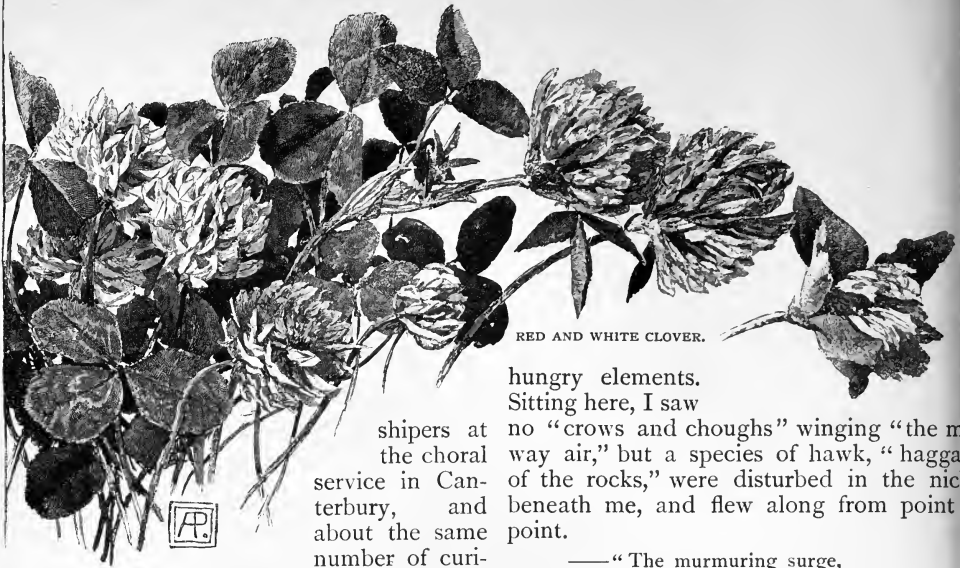 RED AND WHITE CLOVER.
shipers at
the choral
service in Can-
terbury, and
about the same
number of curi-
hungry elements.
Sitting here, I saw
no “crows and choughs” winging “the m
way air,” but a species of hawk, “ hagga
of the rocks,” were disturbed in the nic
beneath me, and flew along from point
point.
——“ The murmuring surge,
AP.